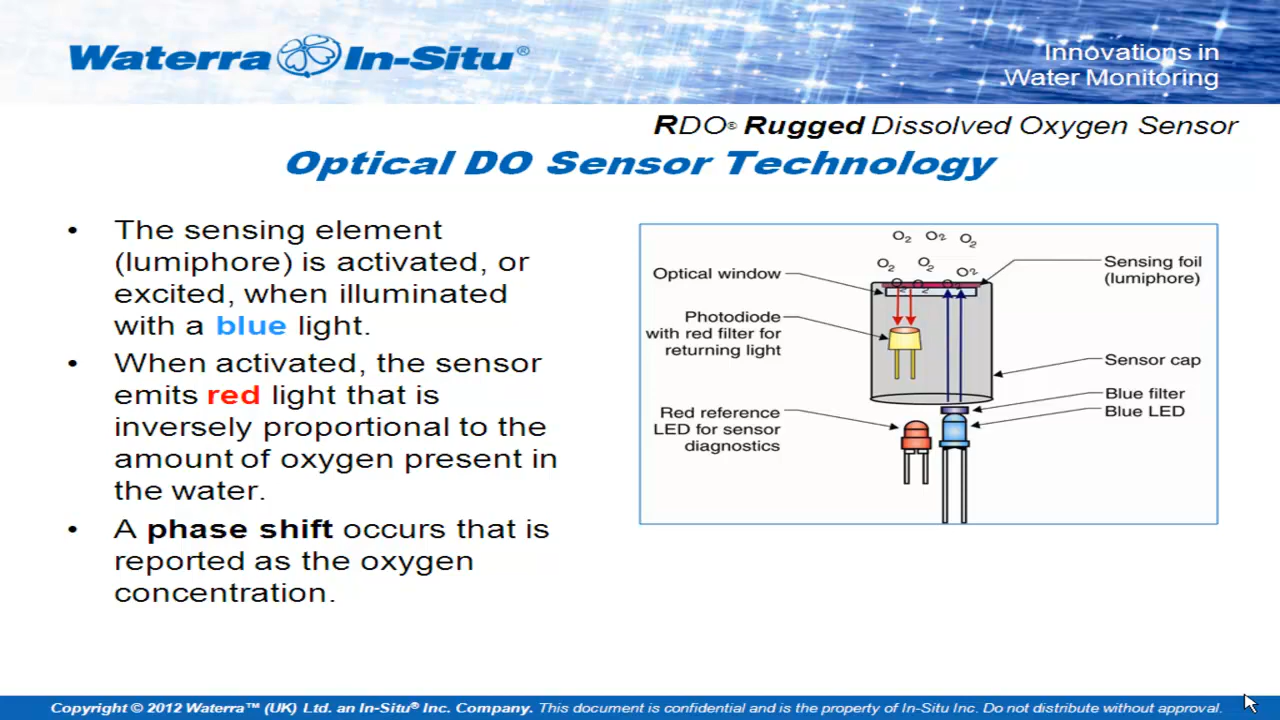 Waterra In-Situ®
Innovations in
Water Monitoring
RDO® Rugged Dissolved Oxygen Sensor
Optical DO Sensor Technology
• The sensing element
(lumiphore) is activated, or
excited, when illuminated
with a blue light.
• When activated, the sensor
emits red light that is
inversely proportional to the
amount of oxygen present in
the water.
• A phase shift occurs that is
reported as the oxygen
concentration.
O2 O2 O2
O2 O2 O2
O2 O2 O2
Optical window
Photodiode
with red filter for
returning light
Red reference
LED for sensor
diagnostics
Sensing foil
(lumiphore)
Sensor cap
Blue filter
Blue LED
Copyright © 2012 Waterra™ (UK) Ltd. an In-Situ® Inc. Company. This document is confidential and is the property of In-Situ Inc. Do not distribute without approval.